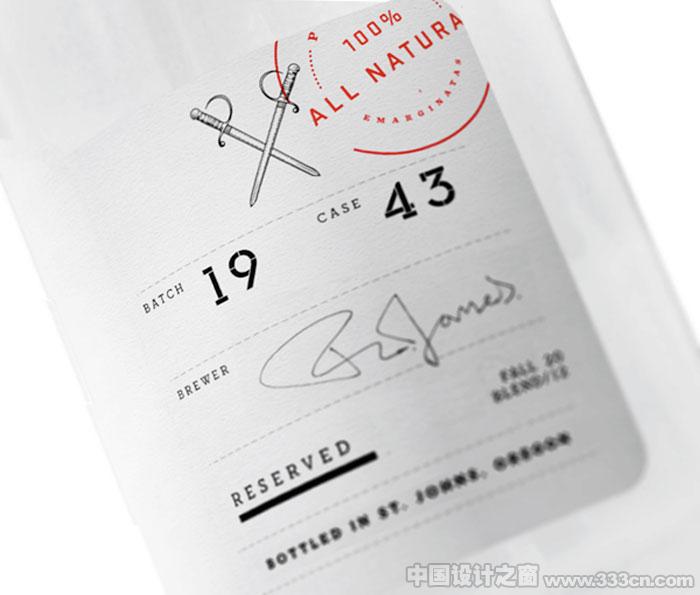 P
100%
ALL NATURA
EMARGINATAS
CASE 43
BATCH 19
BREWER
FALL 20
BLEND/12
RESERVED
BOTTLED IN ST. JOHNS, OREGON
中国设计之窗 www.333cn.com